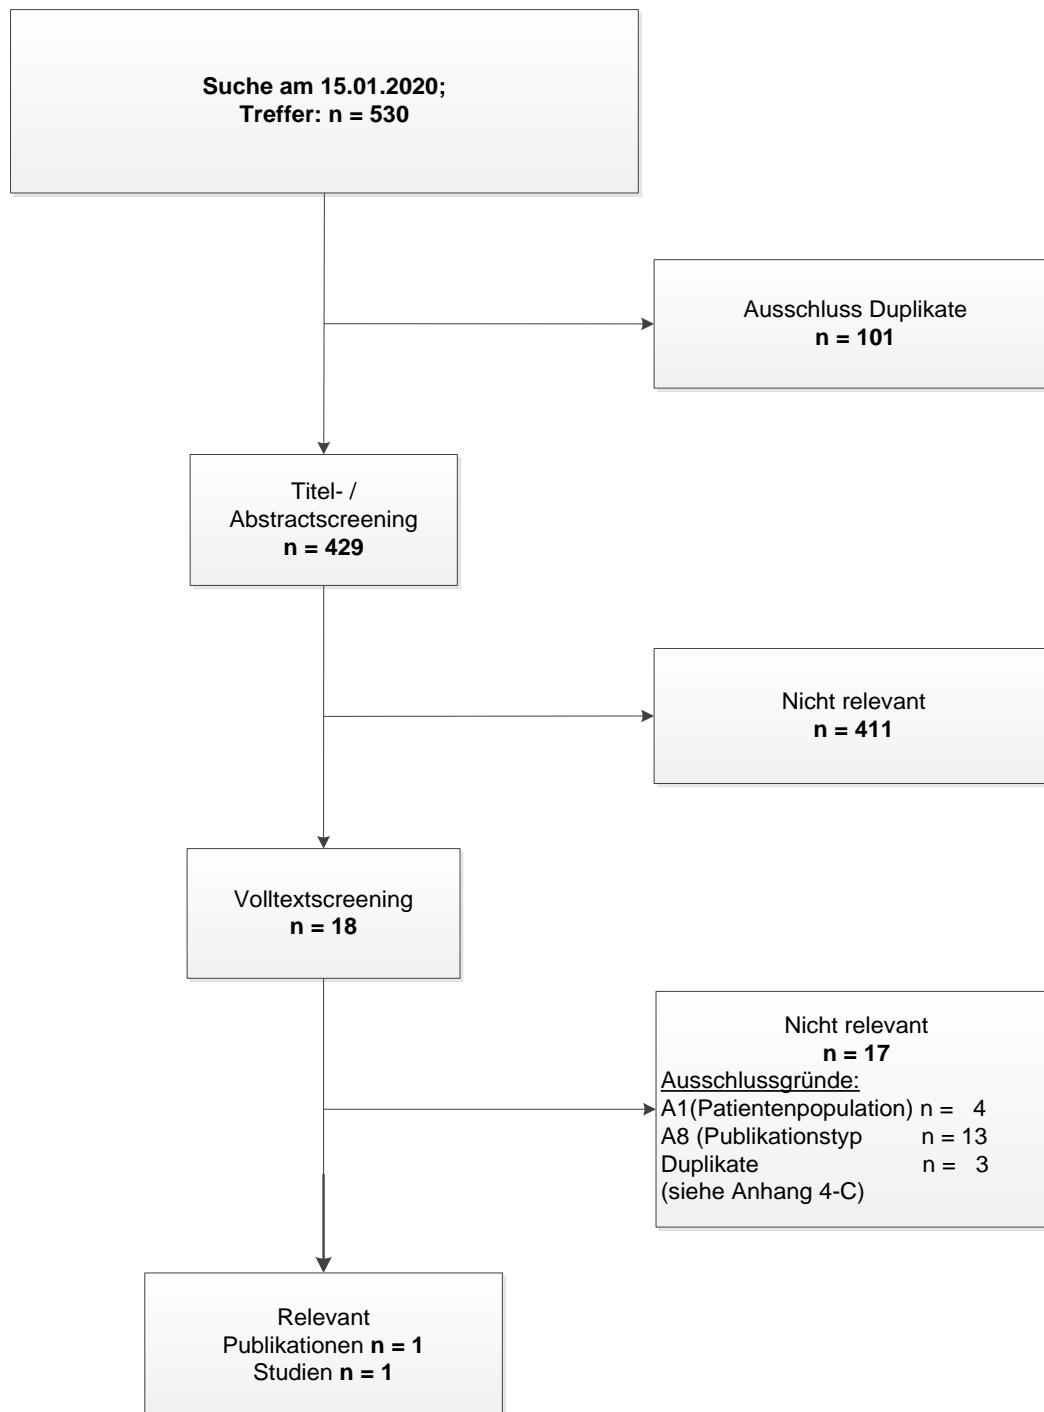 Suche am 15.01.2020;
Treffer: n = 530
Ausschluss Duplikate
n = 101
Titel- /
Abstractscreening
n = 429
Nicht relevant
n = 411
Volltextscreening
n = 18
Nicht relevant
n = 17
Ausschlussgründe:
A1(Patientenpopulation) n = 4
A8 (Publikationstyp n = 13
Duplikate n = 3
(siehe Anhang 4-C)
Relevant
Publikationen n = 1
Studien n = 1